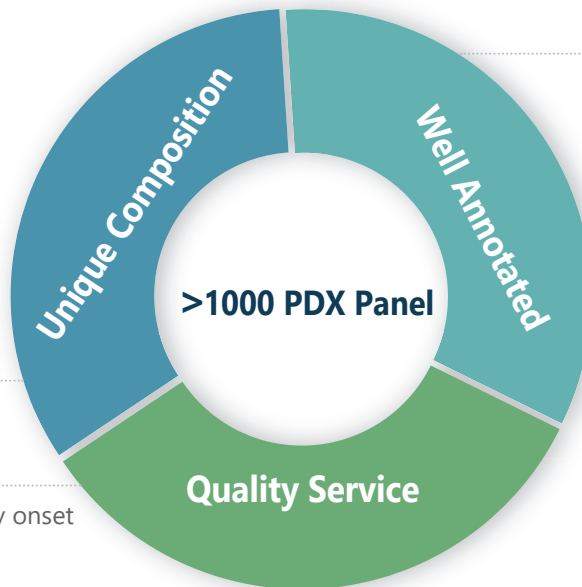 Unique Composition
Well Annotated
>1000 PDX Panel
Quality Service
onset